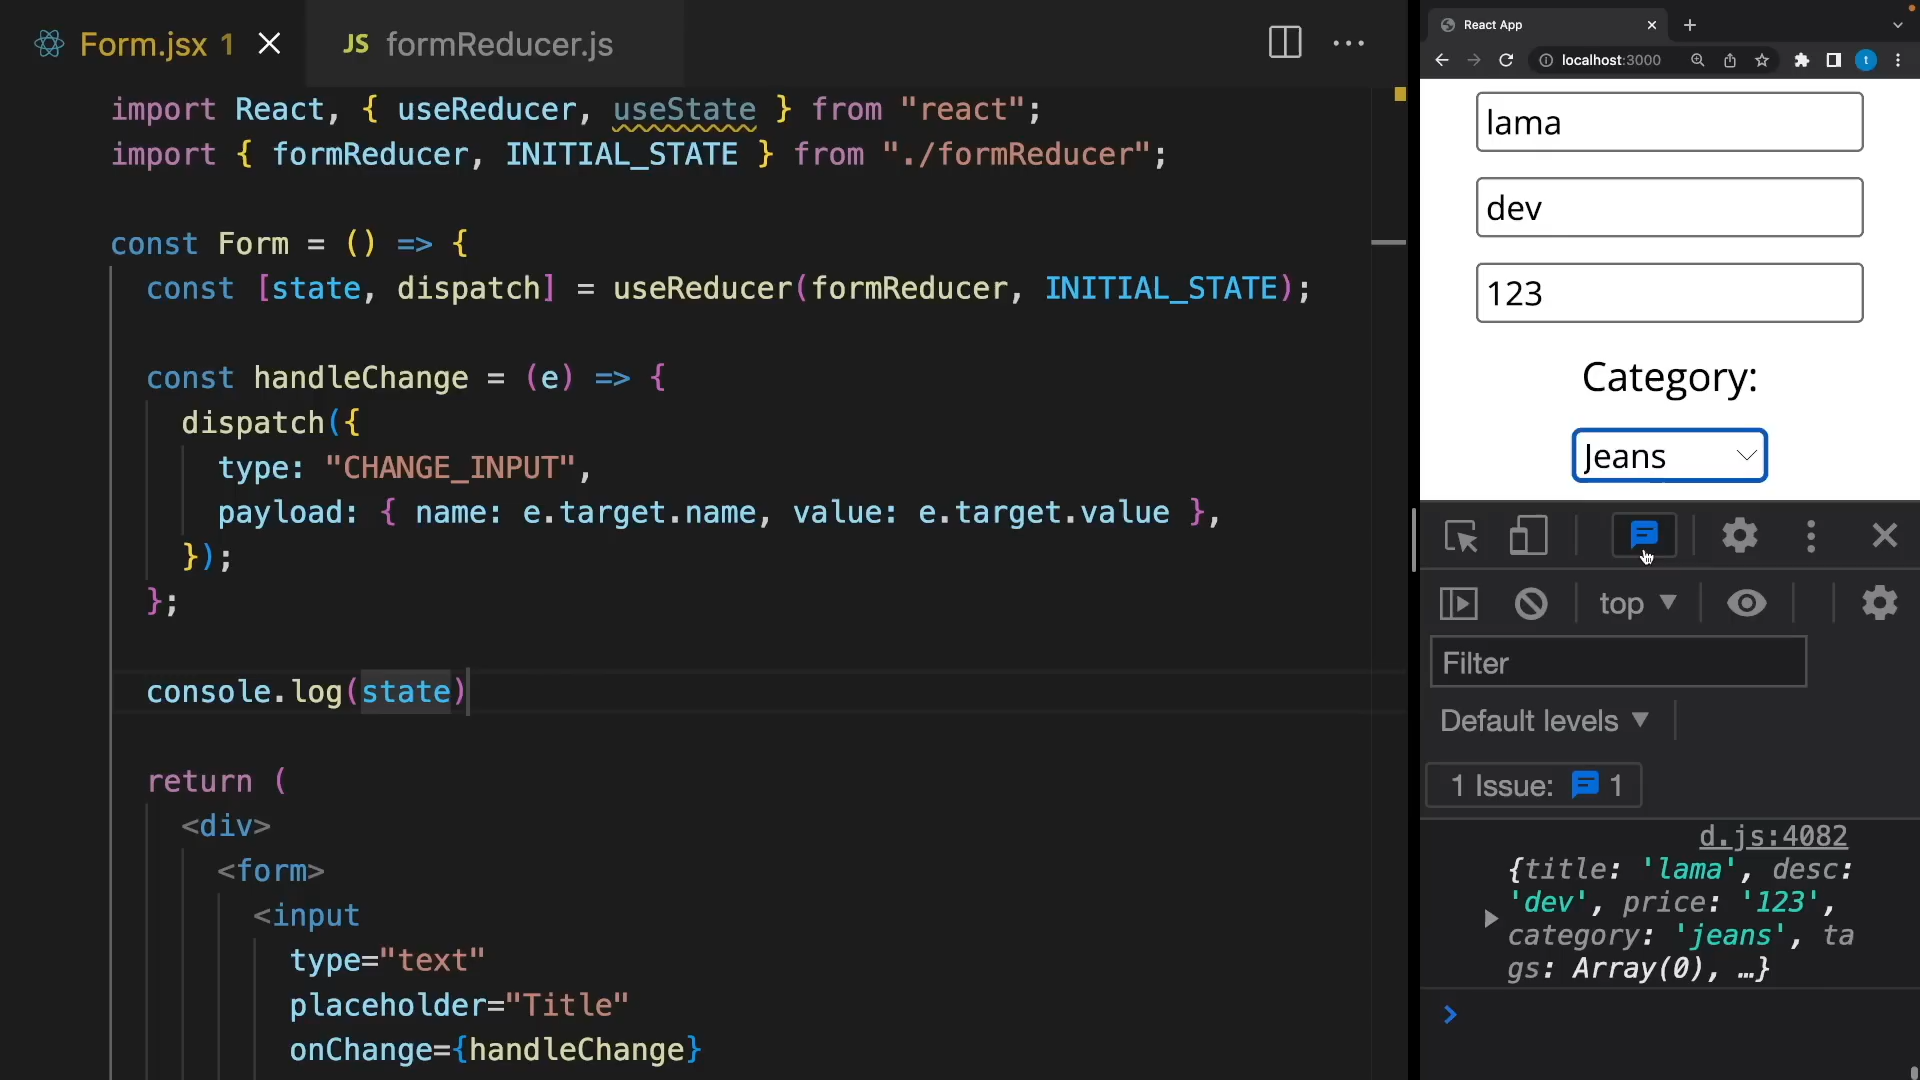 Form.jsx 1
JS formReducer.js
import React, { useReducer, useState } from "react";
import { formReducer, INITIAL_STATE } from "./formReducer";
const Form = () => {
const [state, dispatch] = useReducer(formReducer, INITIAL_STATE);
const handleChange = (e) => {
dispatch({
type: "CHANGE_INPUT",
payload: { name: e.target.name, value: e.target.value },
});
};
console.log(state)
return (
<div>
<form>
<input
type="text"
placeholder="Title"
onChange={handleChange}
React App
localhost:3000
t
lama
dev
123
Category:
Jeans
top
Filter
Default levels
1 Issue: 1
d.js:4082
{title: 'lama', desc:
'dev', price: '123',
category: 'jeans', ta
gs: Array(0), …}